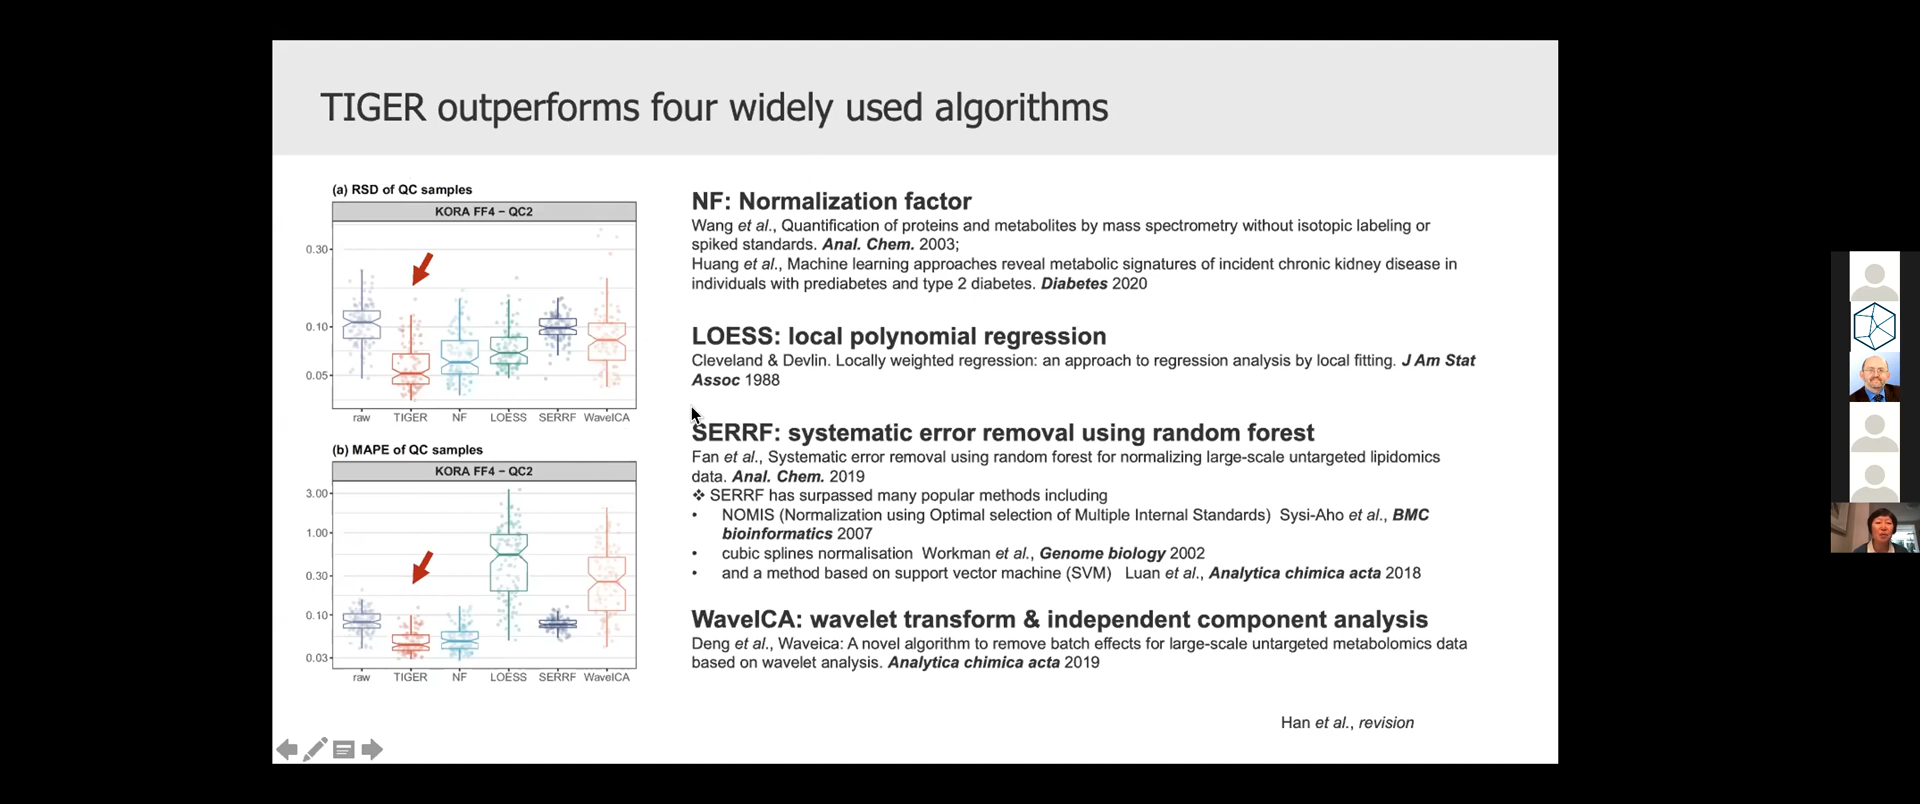 TIGER outperforms four widely used algorithms
(a) RSD of QC samples
KORA FF4 – QC2
0.30
0.10
0.05
raw TIGER NF LOESS SERRF WaveICA
(b) MAPE of QC samples
KORA FF4 – QC2
3.00
1.00
0.30
0.10
0.03
raw TIGER NF LOESS SERRF WaveICA
NF: Normalization factor
Wang et al., Quantification of proteins and metabolites by mass spectrometry without isotopic labeling or
spiked standards. Anal. Chem. 2003;
Huang et al., Machine learning approaches reveal metabolic signatures of incident chronic kidney disease in
individuals with prediabetes and type 2 diabetes. Diabetes 2020
LOESS: local polynomial regression
Cleveland & Devlin. Locally weighted regression: an approach to regression analysis by local fitting. J Am Stat
Assoc 1988
SERRF: systematic error removal using random forest
Fan et al., Systematic error removal using random forest for normalizing large-scale untargeted lipidomics
data. Anal. Chem. 2019
❖ SERRF has surpassed many popular methods including
• NOMIS (Normalization using Optimal selection of Multiple Internal Standards) Sysi-Aho et al., BMC
bioinformatics 2007
• cubic splines normalisation Workman et al., Genome biology 2002
• and a method based on support vector machine (SVM) Luan et al., Analytica chimica acta 2018
WaveICA: wavelet transform & independent component analysis
Deng et al., Waveica: A novel algorithm to remove batch effects for large-scale untargeted metabolomics data
based on wavelet analysis. Analytica chimica acta 2019
Han et al., revision